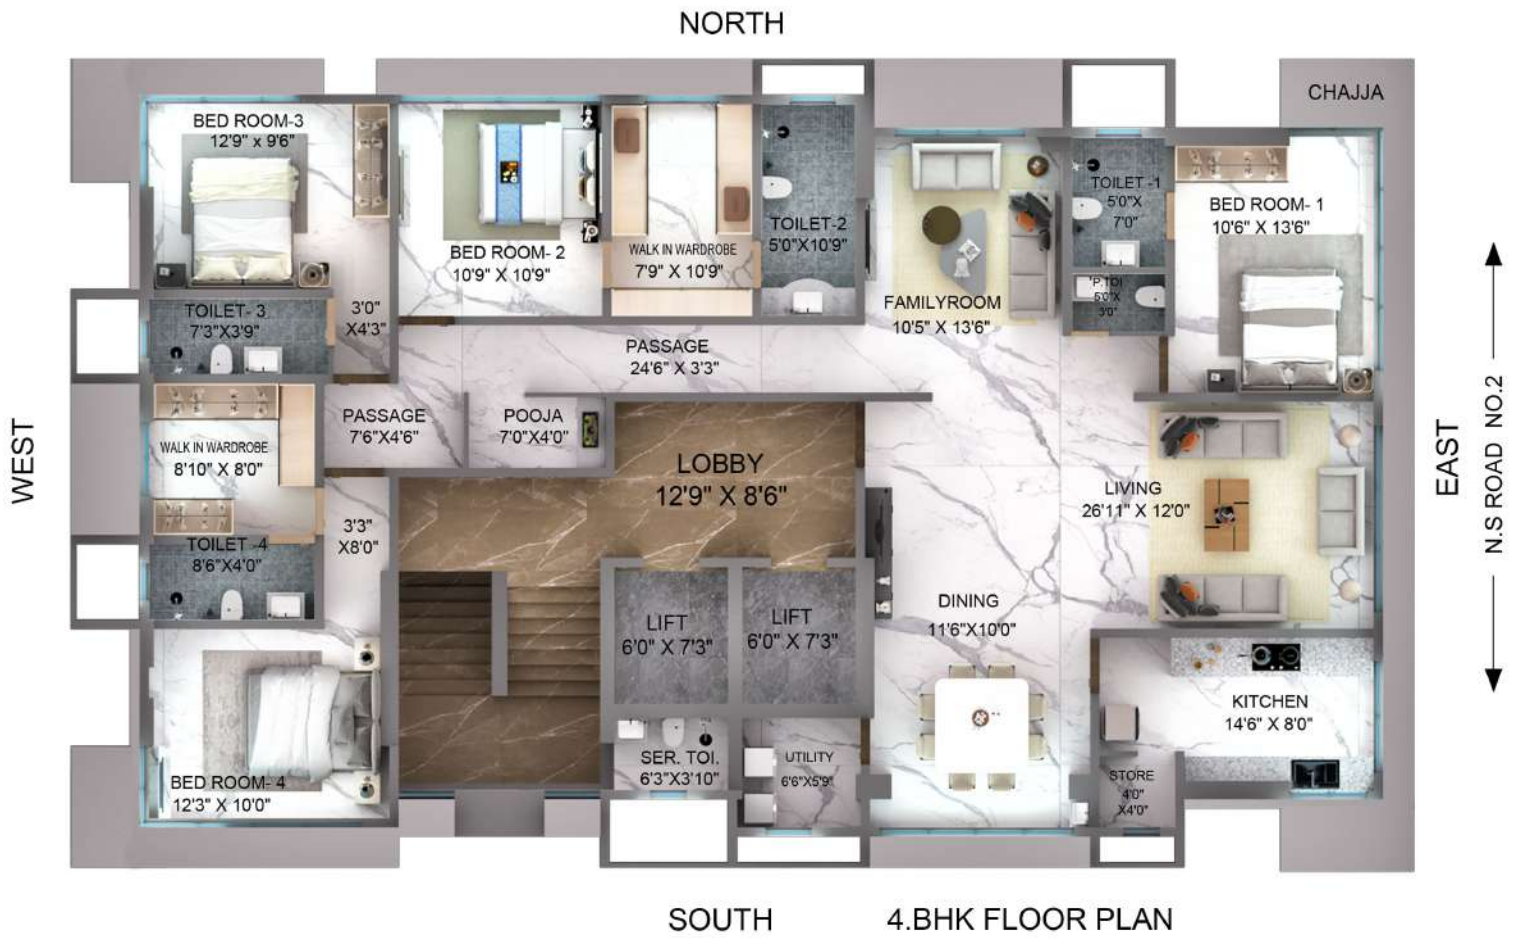 NORTH
CHAJJA
BED ROOM-3
12'9" x 9'6"
BED ROOM- 2
10'9" X 10'9"
WALK IN WARDROBE
7'9" X 10'9"
TOILET-2
5'0"X10'9"
FAMILYROOM
10'5" X 13'6"
TOILET -1
5'0"X
7'0"
P.TOI
5'0"X
3'0"
BED ROOM- 1
10'6" X 13'6"
TOILET- 3
7'3"X3'9"
3'0"
X4'3"
PASSAGE
24'6" X 3'3"
PASSAGE
7'6"X4'6"
POOJA
7'0"X4'0"
WALK IN WARDROBE
8'10" X 8'0"
LOBBY
12'9" X 8'6"
LIVING
26'11" X 12'0"
WEST
EAST
N.S ROAD NO.2
TOILET -4
8'6"X4'0"
3'3"
X8'0"
LIFT
6'0" X 7'3"
LIFT
6'0" X 7'3"
DINING
11'6"X10'0"
KITCHEN
14'6" X 8'0"
BED ROOM- 4
12'3" X 10'0"
SER. TOI.
6'3"X3'10"
UTILITY
6'6"X5'9"
STORE
4'0"
X4'0"
SOUTH
4.BHK FLOOR PLAN